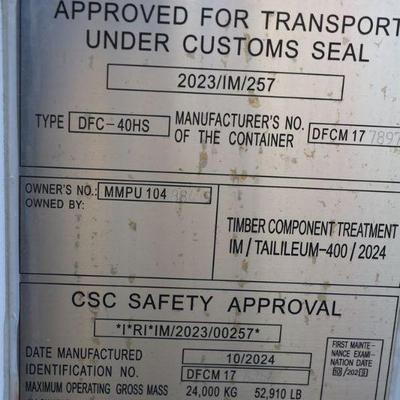 APPROVED FOR TRANSPORT
UNDER CUSTOMS SEAL
2023/IM/257
TYPE DFC-40HS MANUFACTURER'S NO. OF THE CONTAINER DFCM 17 7897
OWNER'S NO.: MMPU 104
OWNED BY:
TIMBER COMPONENT TREATMENT
IM / TAILILEUM-400 / 2024
CSC SAFETY APPROVAL
*I*RI*IM/2023/00257*
DATE MANUFACTURED 10/2024
IDENTIFICATION NO. DFCM 17
MAXIMUM OPERATING GROSS MASS 24,000 KG 52,910 LB
FIRST MAINTE-
NANCE EXAMI-
NATION DATE